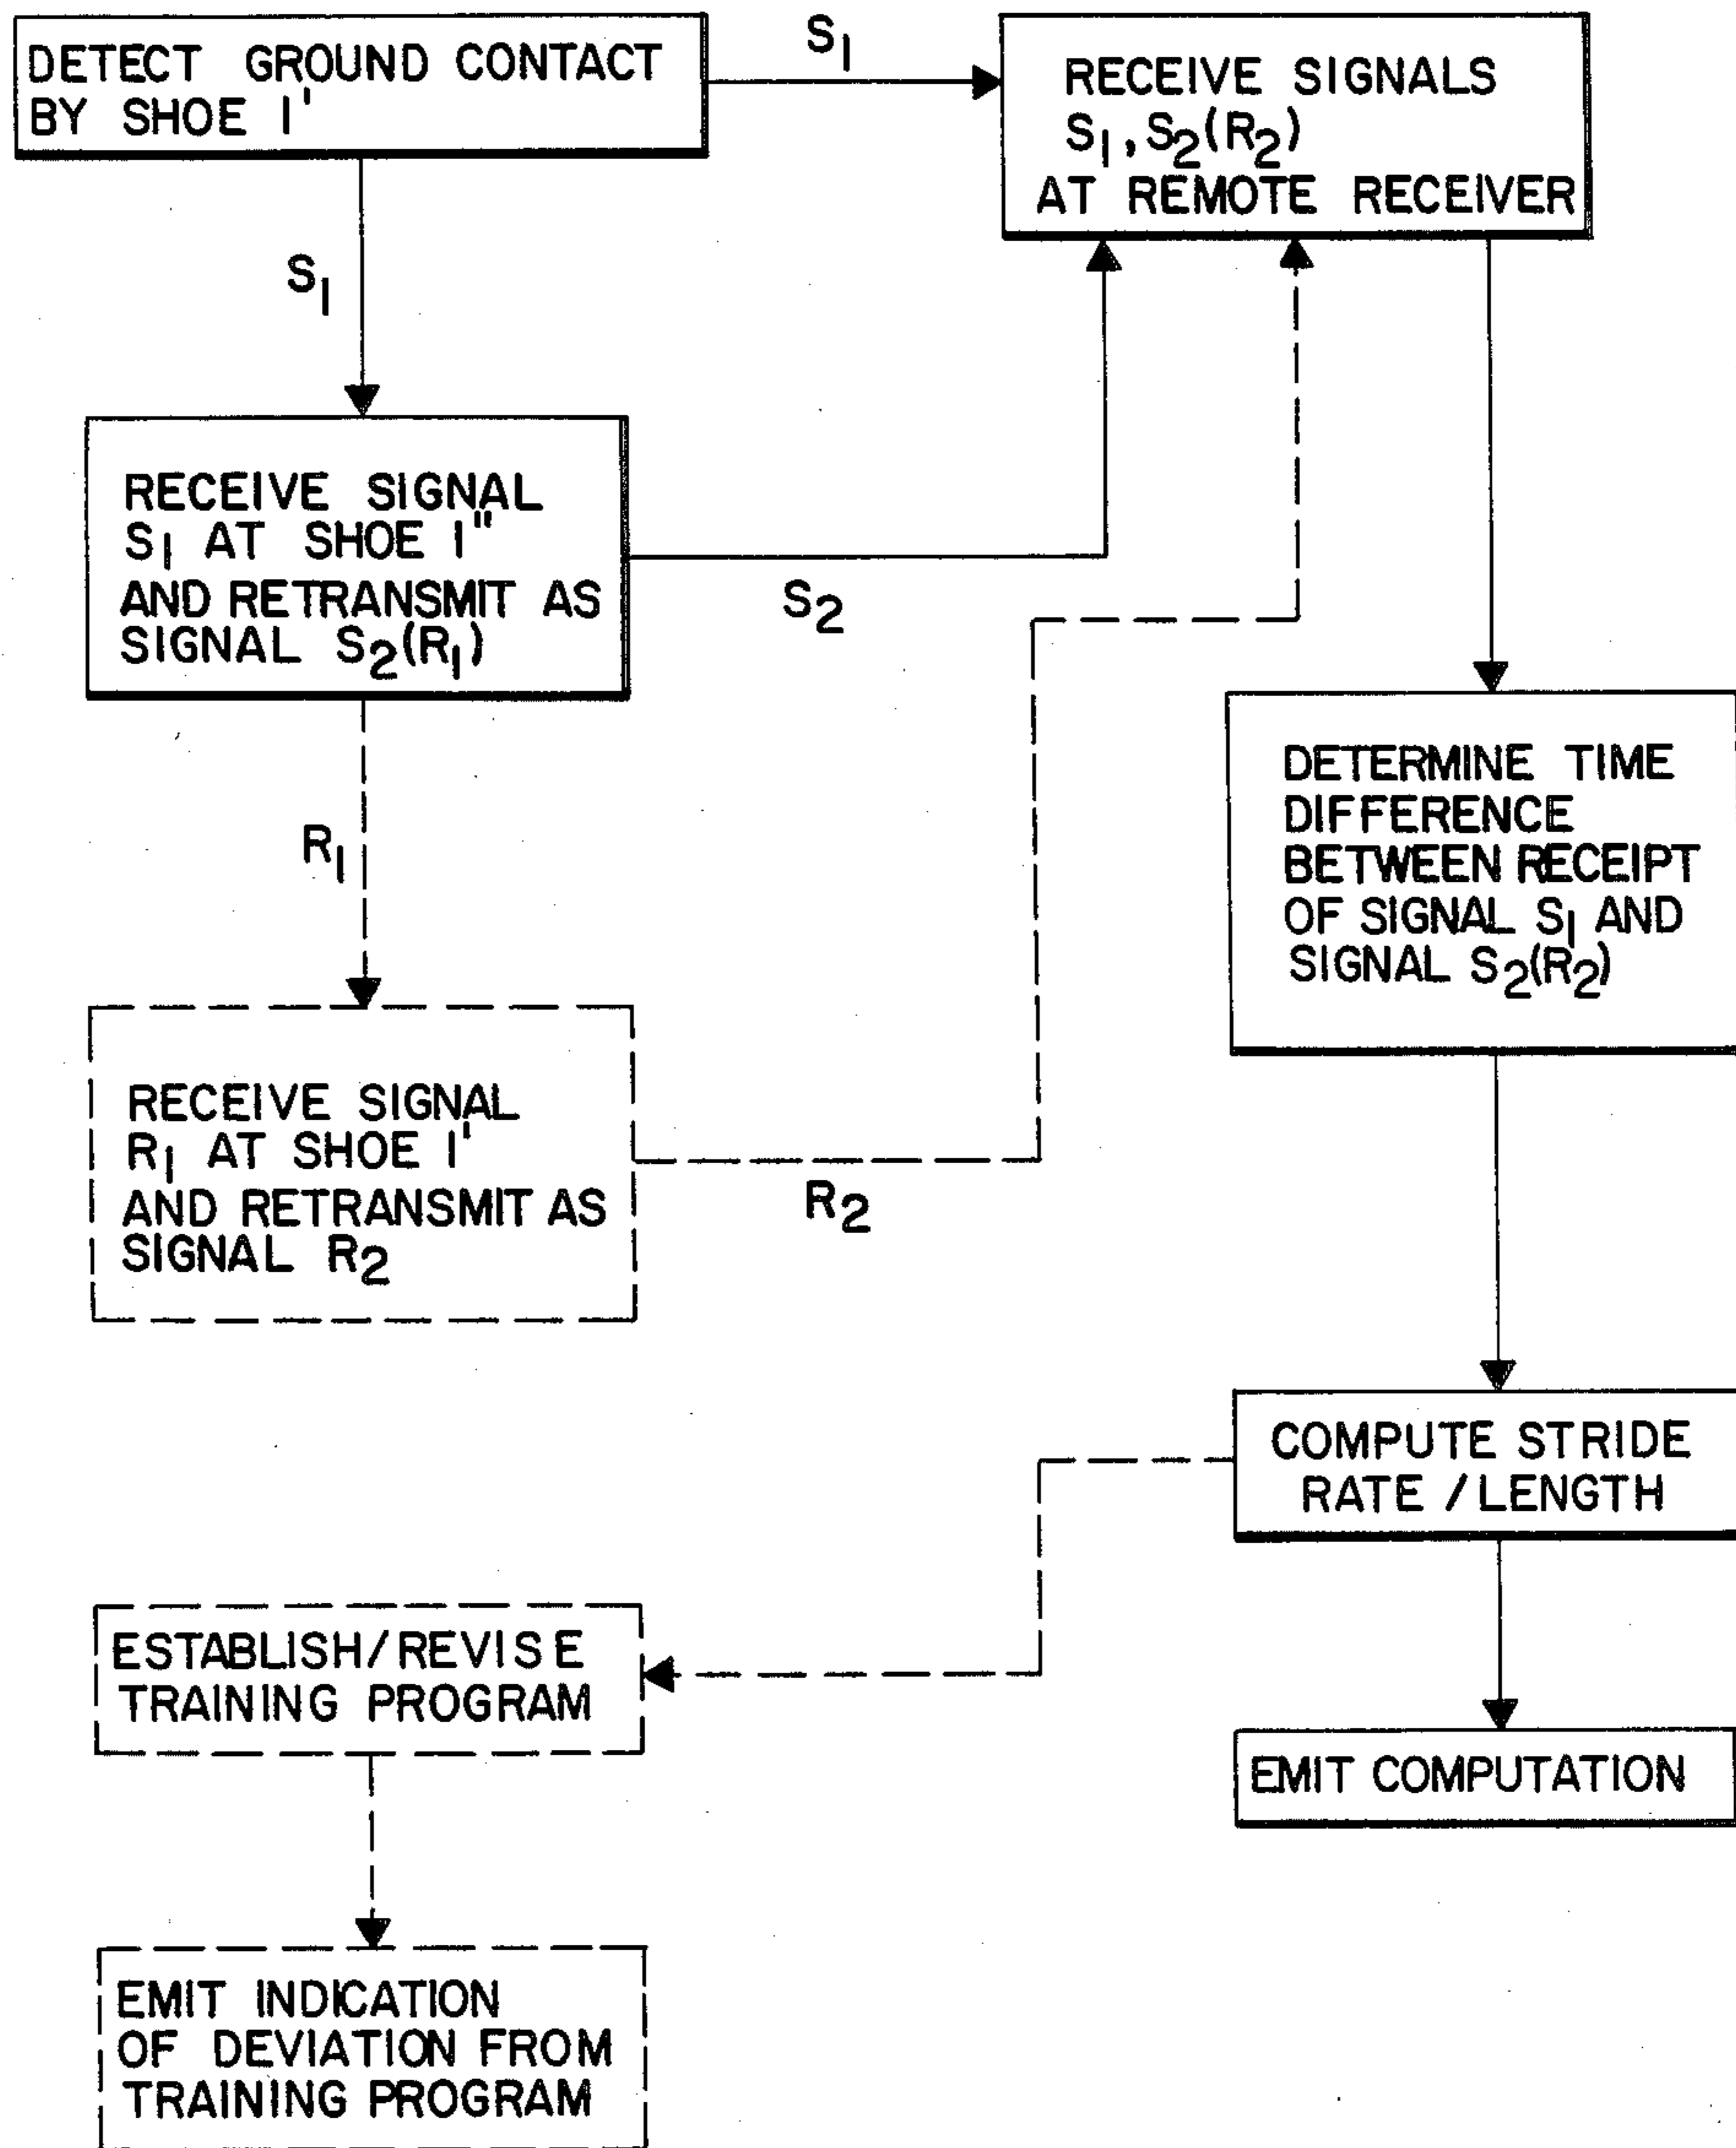 DETECT GROUND CONTACT
BY SHOE 1'
S1
RECEIVE SIGNALS
S1, S2(R2)
AT REMOTE RECEIVER
S1
RECEIVE SIGNAL
S1 AT SHOE 1"
AND RETRANSMIT AS
SIGNAL S2(R1)
S2
R1
DETERMINE TIME
DIFFERENCE
BETWEEN RECEIPT
OF SIGNAL S1 AND
SIGNAL S2(R2)
RECEIVE SIGNAL
R1 AT SHOE 1'
AND RETRANSMIT AS
SIGNAL R2
R2
COMPUTE STRIDE
RATE /LENGTH
ESTABLISH/REVISE
TRAINING PROGRAM
EMIT COMPUTATION
EMIT INDICATION
OF DEVIATION FROM
TRAINING PROGRAM